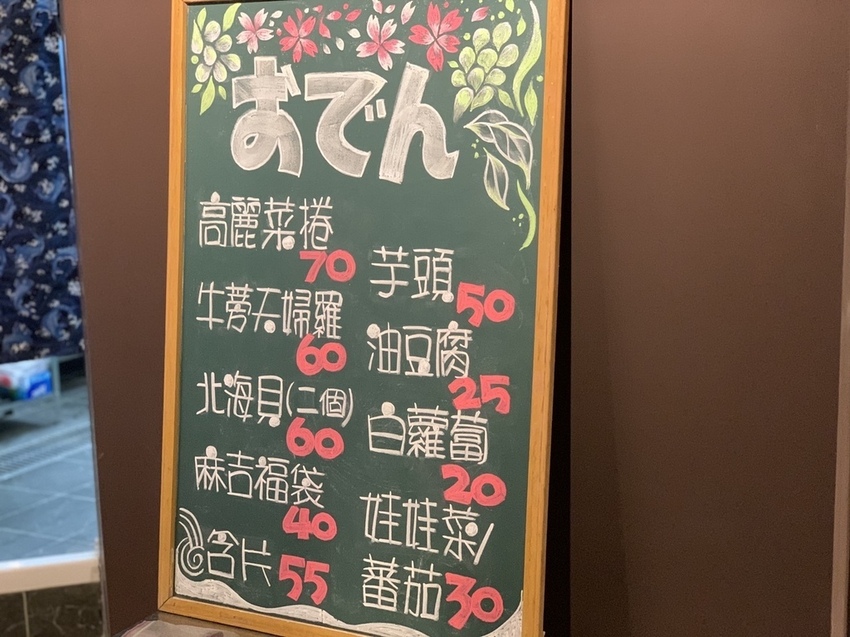 おでん
高麗菜捲
70
牛蒡天婦羅
60
北海貝(二個)
60
麻吉福袋
40
含片 55
芋頭
50
油豆腐
25
白蘿蔔
20
娃娃菜/
蕃茄 30